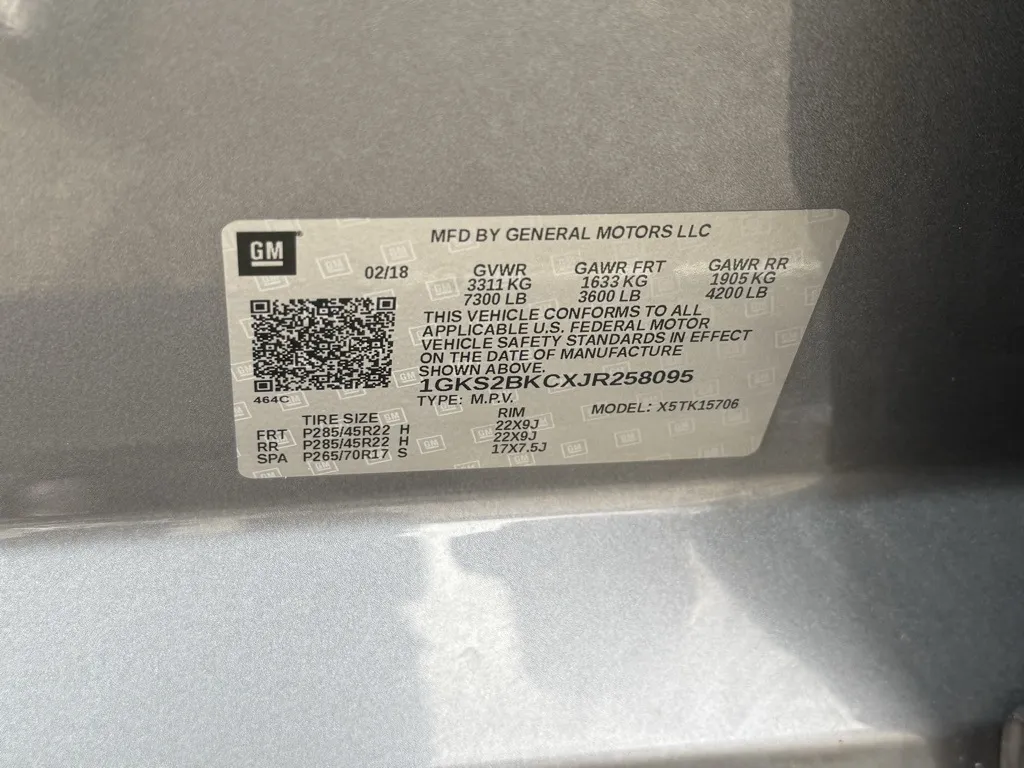 GM
MFD BY GENERAL MOTORS LLC
02/18 GVWR GAWR FRT GAWR RR
3311 KG 1633 KG 1905 KG
7300 LB 3600 LB 4200 LB
THIS VEHICLE CONFORMS TO ALL
APPLICABLE U.S. FEDERAL MOTOR
VEHICLE SAFETY STANDARDS IN EFFECT
ON THE DATE OF MANUFACTURE
SHOWN ABOVE.
1GKS2BKCXJR258095
464C
TYPE: M.P.V. MODEL: X5TK15706
TIRE SIZE RIM
FRT P285/45R22 H 22X9J
RR P285/45R22 H 22X9J
SPA P265/70R17 S 17X7.5J